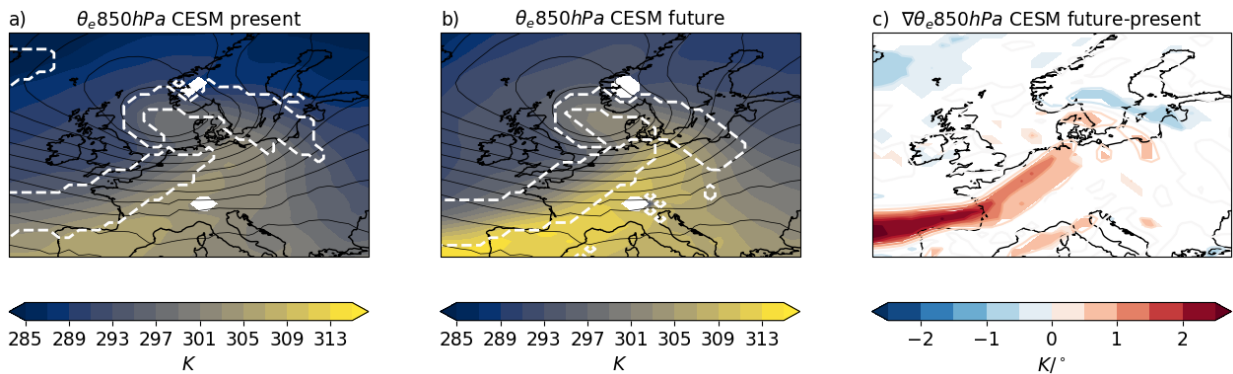 a) θe850hPa CESM present
b) θe850hPa CESM future
c) ∇θe850hPa CESM future-present
285 289 293 297 301 305 309 313
K
285 289 293 297 301 305 309 313
K
−2 −1 0 1 2
K/°